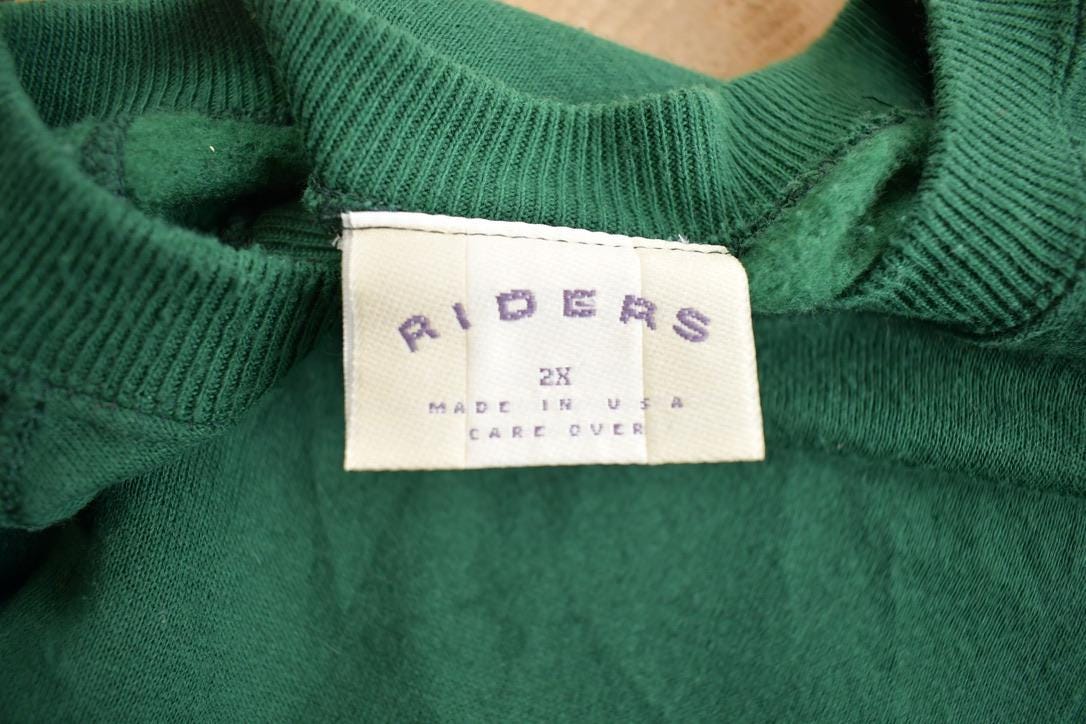 RIDERS
2X
MADE IN USA
CARE OVER